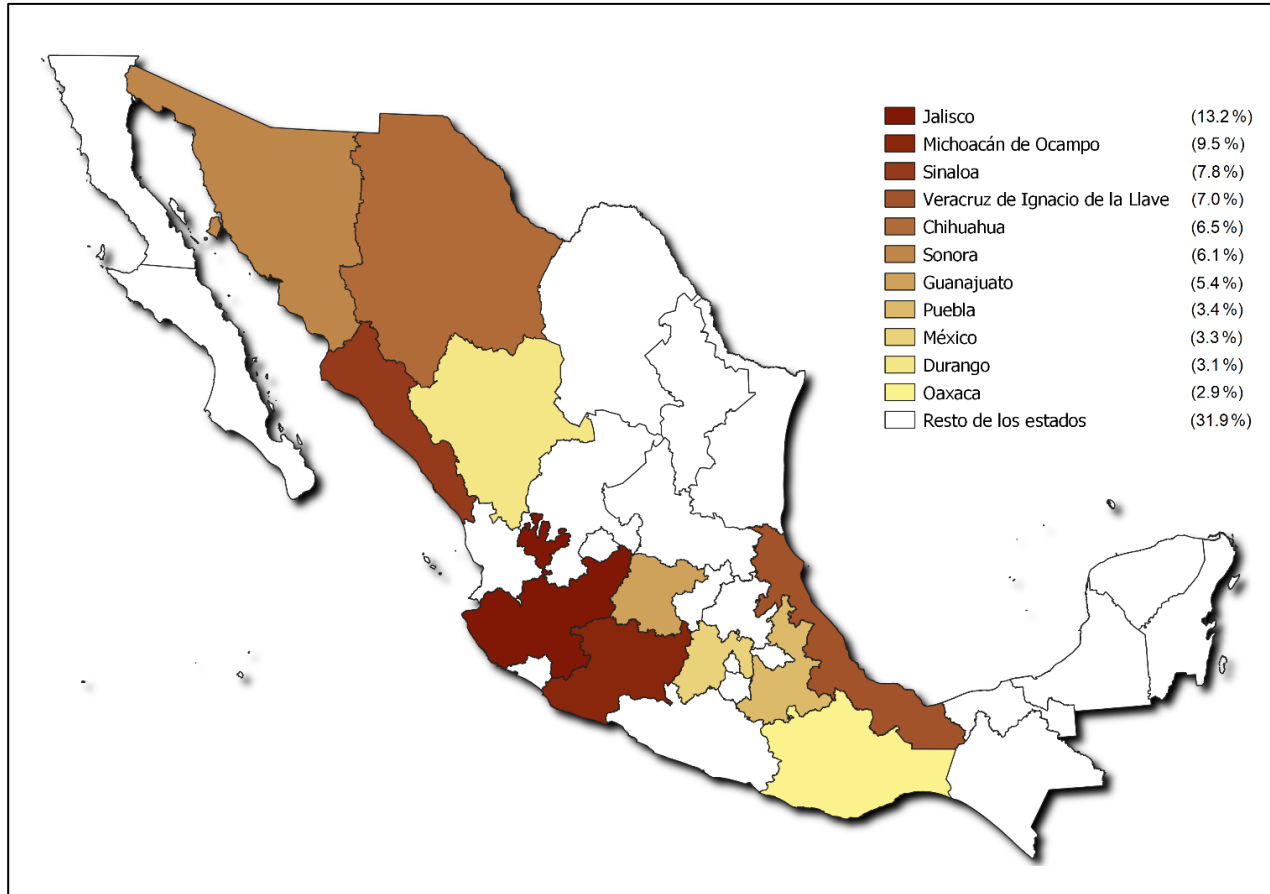 Jalisco (13.2 %)
Michoacán de Ocampo (9.5 %)
Sinaloa (7.8 %)
Veracruz de Ignacio de la Llave (7.0 %)
Chihuahua (6.5 %)
Sonora (6.1 %)
Guanajuato (5.4 %)
Puebla (3.4 %)
México (3.3 %)
Durango (3.1 %)
Oaxaca (2.9 %)
Resto de los estados (31.9 %)